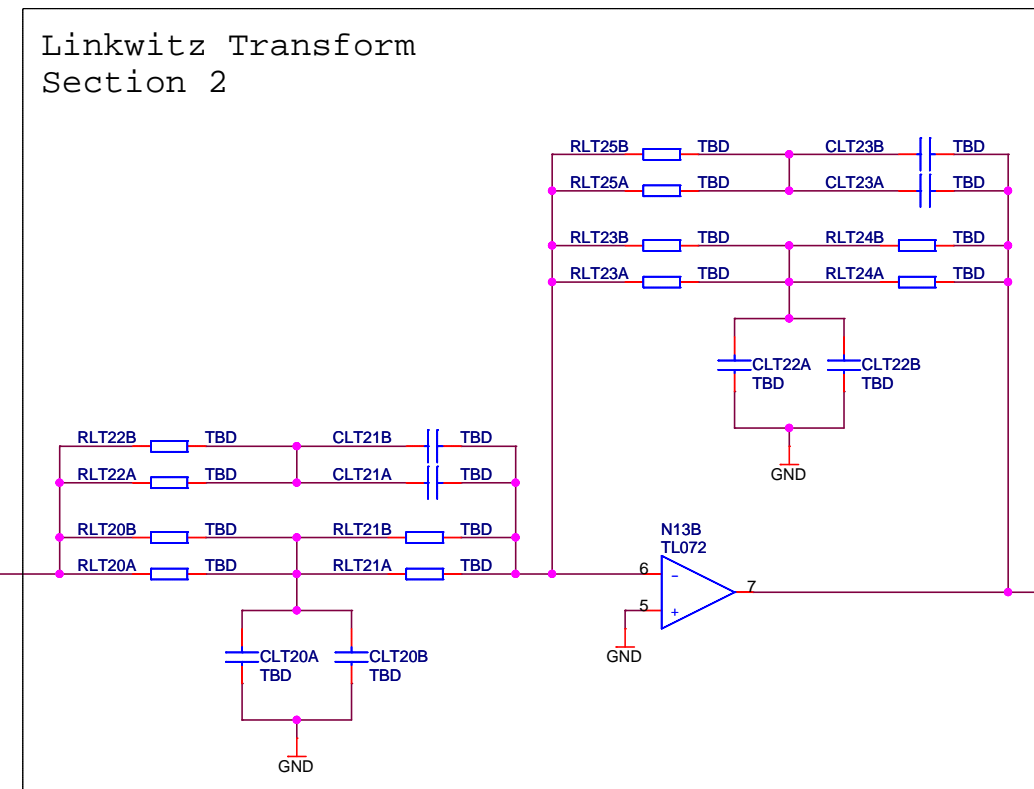 Linkwitz Transform
Section 2
RLT25B TBD CLT23B TBD
RLT25A TBD CLT23A TBD
RLT23B TBD RLT24B TBD
RLT23A TBD RLT24A TBD
CLT22A
TBD
CLT22B
TBD
GND
RLT22B TBD CLT21B TBD
RLT22A TBD CLT21A TBD
RLT20B TBD RLT21B TBD
RLT20A TBD RLT21A TBD
N13B
TL072
6
-
7
5
+
GND
CLT20A
TBD
CLT20B
TBD
GND